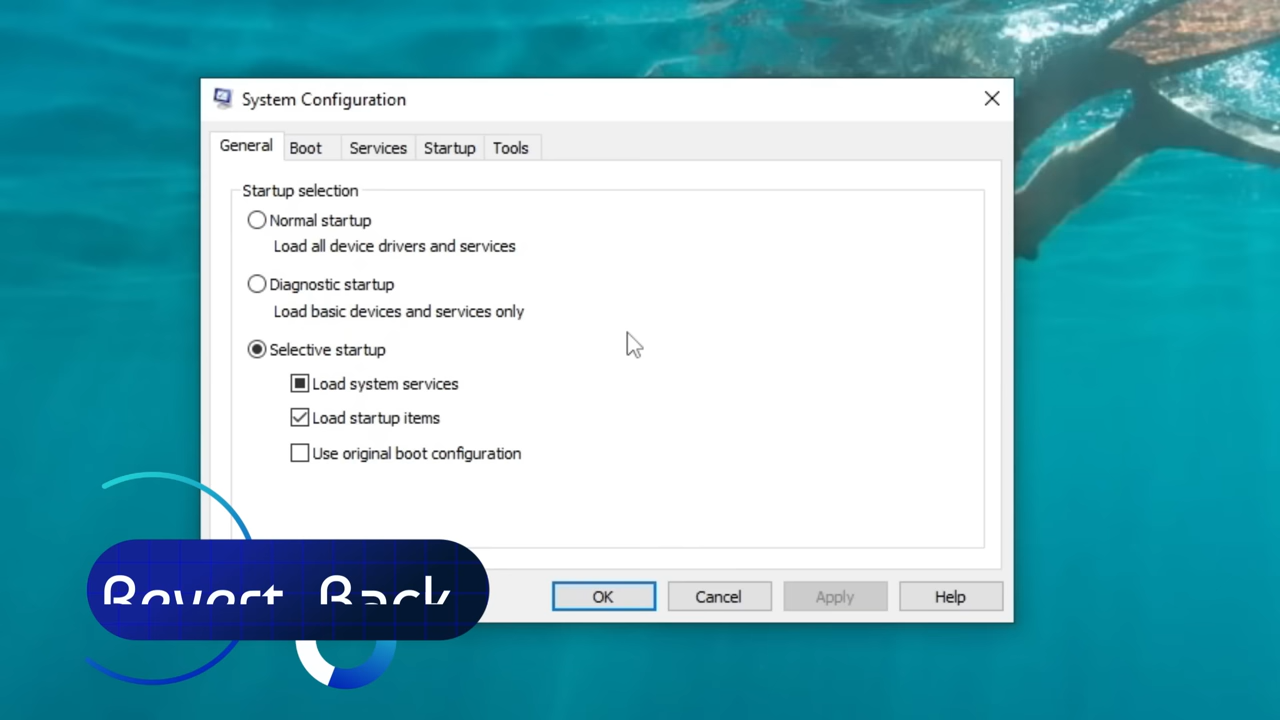 System Configuration
General Boot Services Startup Tools
Startup selection
Normal startup
Load all device drivers and services
Diagnostic startup
Load basic devices and services only
Selective startup
Load system services
Load startup items
Use original boot configuration
Revert Back
OK Cancel Apply Help